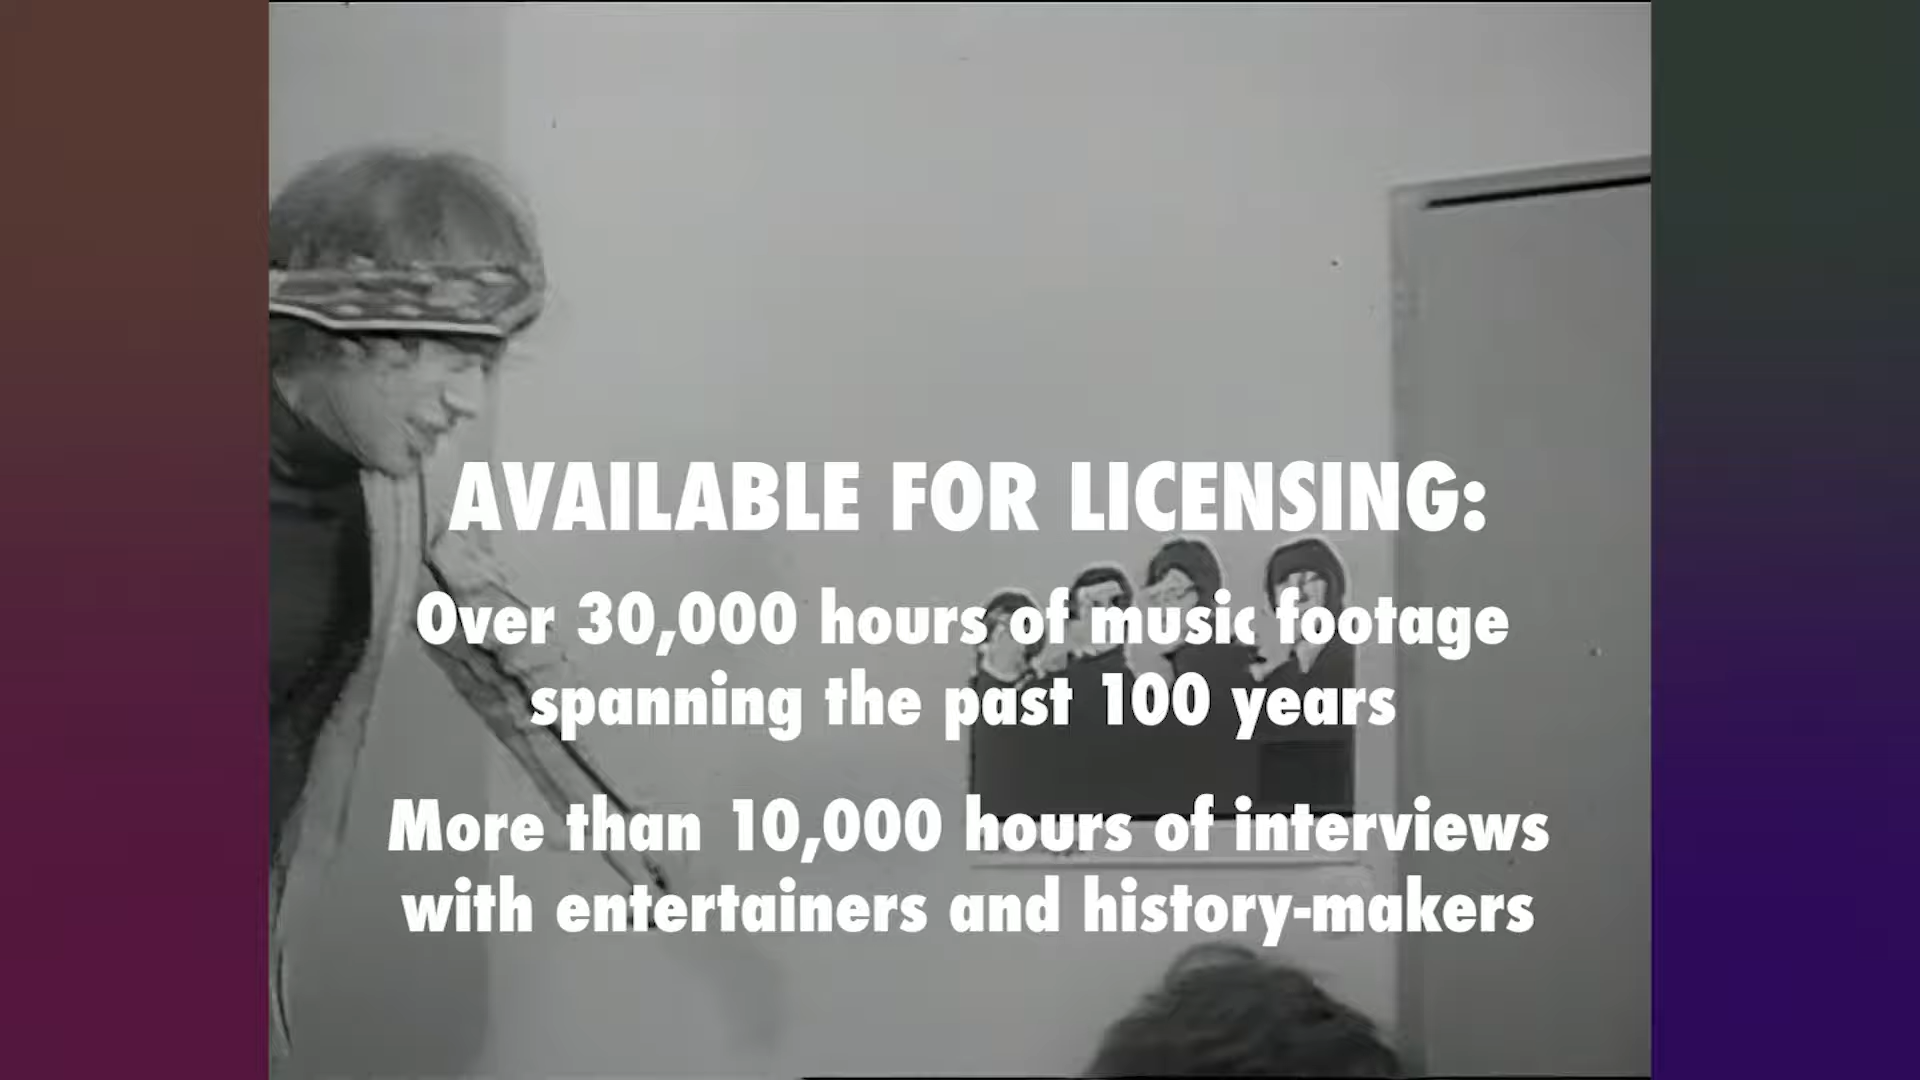 AVAILABLE FOR LICENSING:
Over 30,000 hours of music footage
spanning the past 100 years
More than 10,000 hours of interviews
with entertainers and history-makers